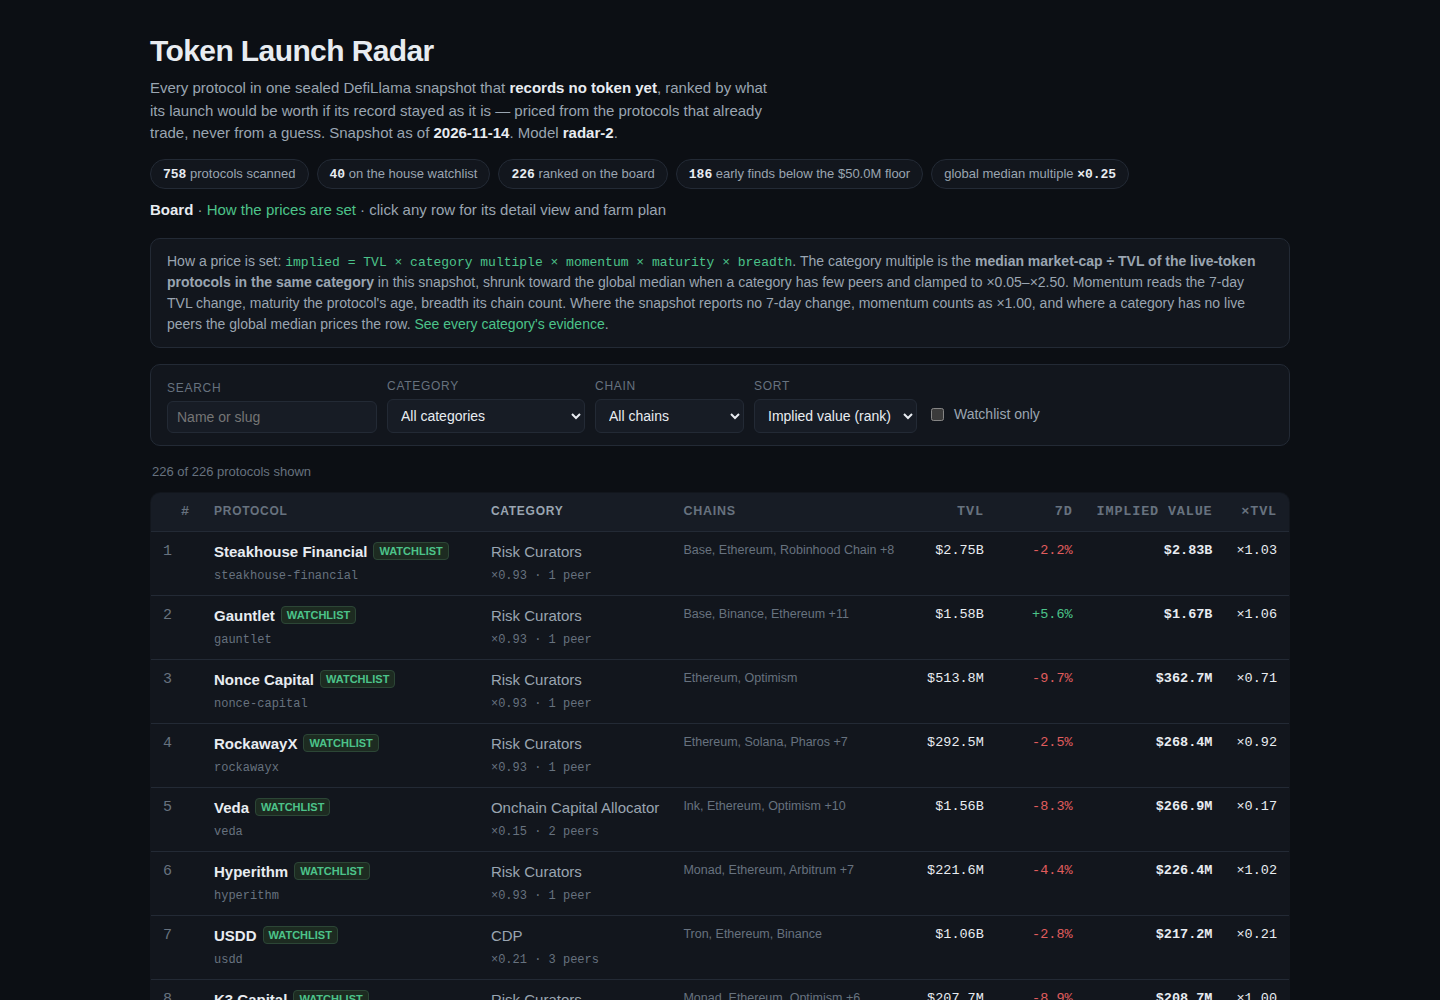 Token Launch Radar
Every protocol in one sealed DefiLlama snapshot that records no token yet, ranked by what
its launch would be worth if its record stayed as it is — priced from the protocols that already
trade, never from a guess. Snapshot as of 2026-11-14. Model radar-2.
758 protocols scanned 40 on the house watchlist 226 ranked on the board 186 early finds below the $50.0M floor global median multiple ×0.25
Board · How the prices are set · click any row for its detail view and farm plan
How a price is set: implied = TVL × category multiple × momentum × maturity × breadth. The category multiple is the median market-cap ÷ TVL of the live-token
protocols in the same category in this snapshot, shrunk toward the global median when a category has few peers and clamped to ×0.05–×2.50. Momentum reads the 7-day
TVL change, maturity the protocol's age, breadth its chain count. Where the snapshot reports no 7-day change, momentum counts as ×1.00, and where a category has no live
peers the global median prices the row. See every category's evidence.
SEARCH CATEGORY CHAIN SORT
Name or slug All categories All chains Implied value (rank) Watchlist only
226 of 226 protocols shown
# PROTOCOL CATEGORY CHAINS TVL 7D IMPLIED VALUE ×TVL
1 Steakhouse Financial WATCHLIST Risk Curators Base, Ethereum, Robinhood Chain +8 $2.75B -2.2% $2.83B ×1.03
steakhouse-financial ×0.93 · 1 peer
2 Gauntlet WATCHLIST Risk Curators Base, Binance, Ethereum +11 $1.58B +5.6% $1.67B ×1.06
gauntlet ×0.93 · 1 peer
3 Nonce Capital WATCHLIST Risk Curators Ethereum, Optimism $513.8M -9.7% $362.7M ×0.71
nonce-capital ×0.93 · 1 peer
4 RockawayX WATCHLIST Risk Curators Ethereum, Solana, Pharos +7 $292.5M -2.5% $268.4M ×0.92
rockawayx ×0.93 · 1 peer
5 Veda WATCHLIST Onchain Capital Allocator Ink, Ethereum, Optimism +10 $1.56B -8.3% $266.9M ×0.17
veda ×0.15 · 2 peers
6 Hyperithm WATCHLIST Risk Curators Monad, Ethereum, Arbitrum +7 $221.6M -4.4% $226.4M ×1.02
hyperithm ×0.93 · 1 peer
7 USDD WATCHLIST CDP Tron, Ethereum, Binance $1.06B -2.8% $217.2M ×0.21
usdd ×0.21 · 3 peers
8 K3 Capital WATCHLIST Risk Curators Monad, Ethereum, Optimism +6 $207.7M -8.9% $208.7M ×1.00